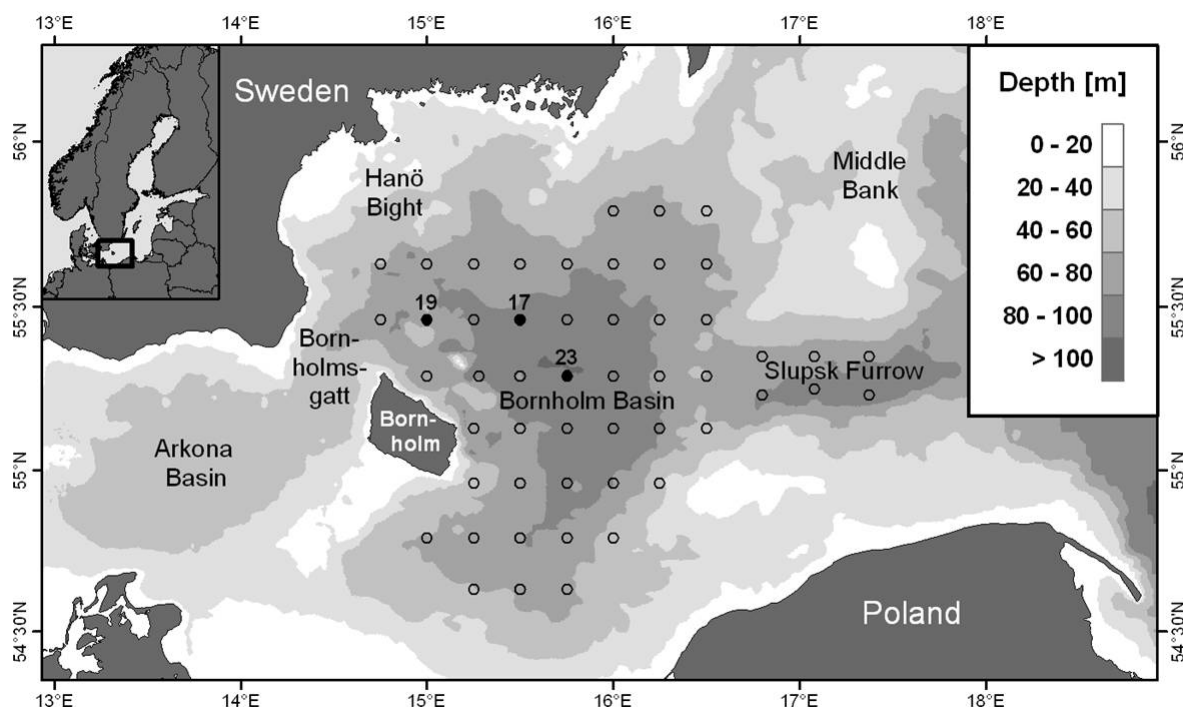 13°E 14°E 15°E 16°E 17°E 18°E
Depth [m]
0 - 20
20 - 40
40 - 60
60 - 80
80 - 100
> 100
Sweden
56°N
56°N
Middle
Bank
Hanö
Bight
55°30'N
55°30'N
19
17
23
Born-
holms-
gatt
Slupsk Furrow
Bornholm Basin
Born-
holm
Arkona
Basin
55°N
55°N
Poland
54°30'N
54°30'N
13°E 14°E 15°E 16°E 17°E 18°E